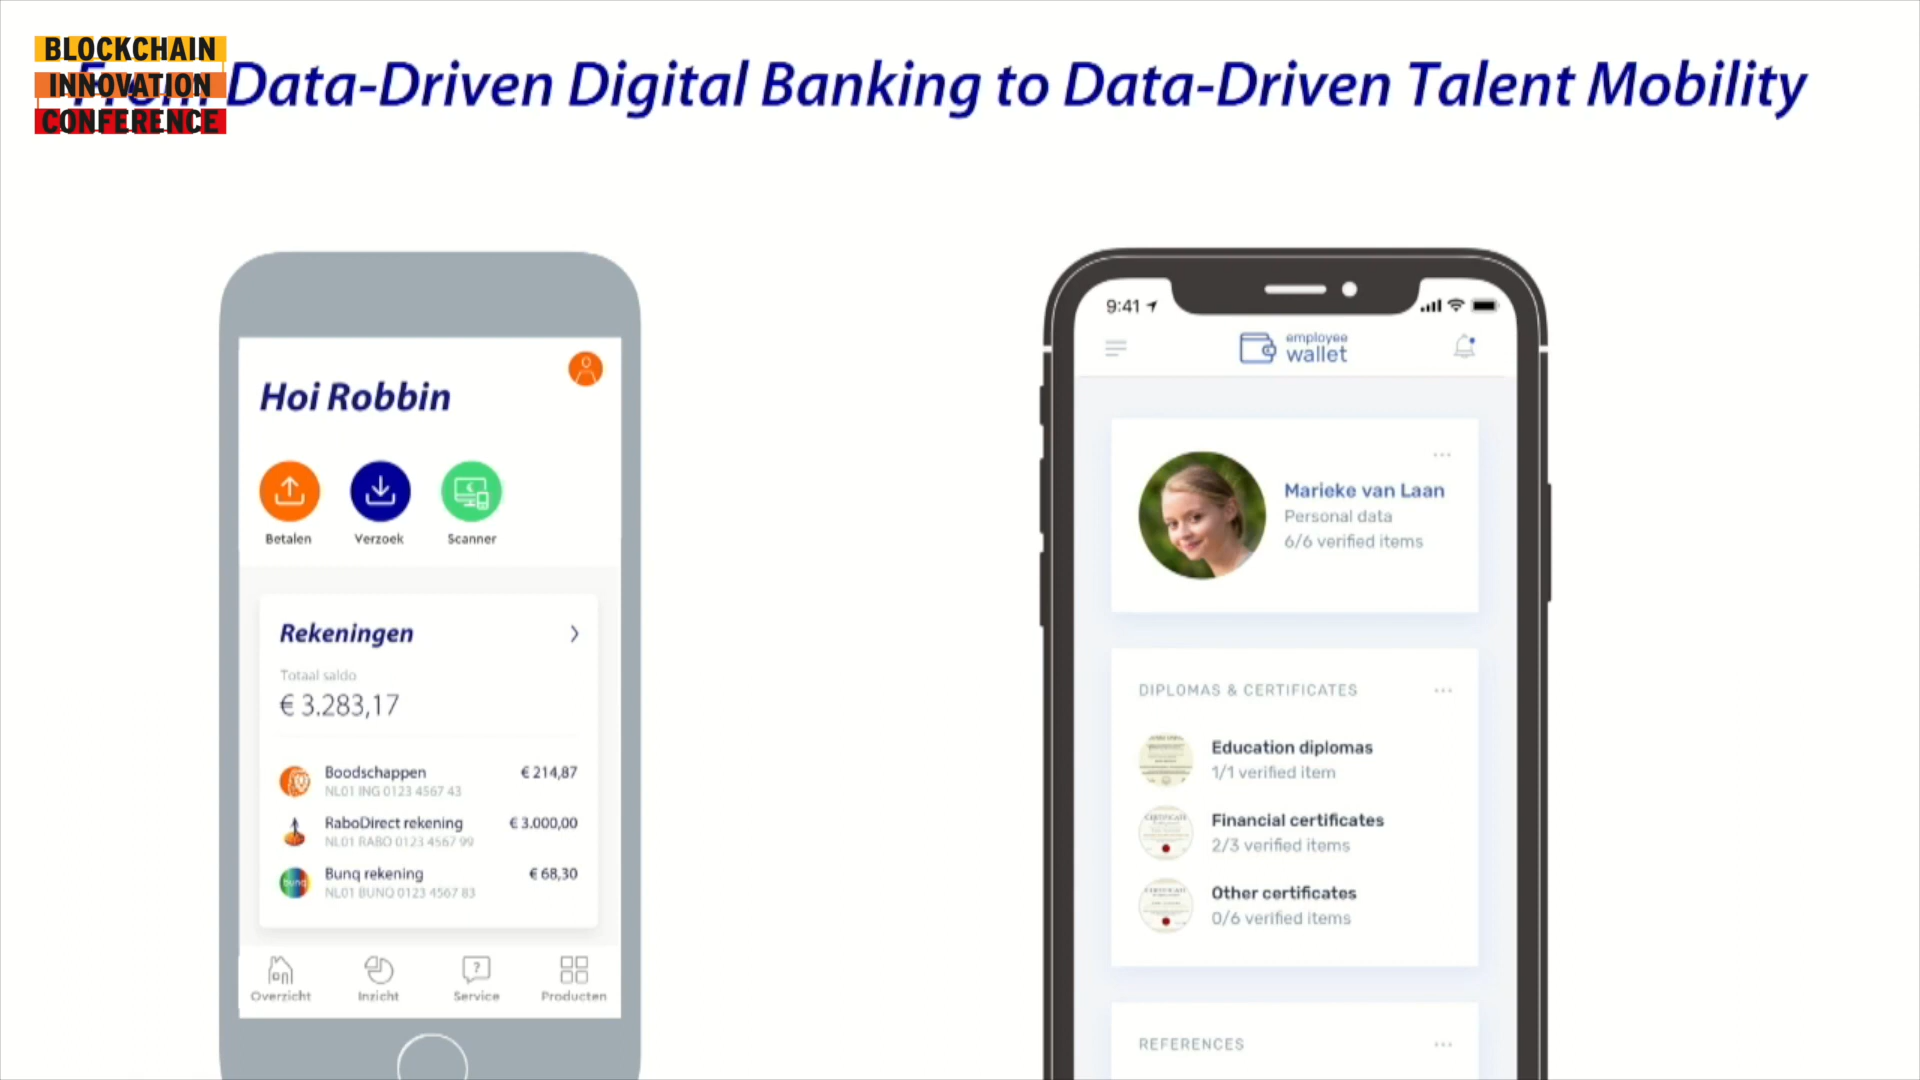 BLOCKCHAIN
INNOVATION
CONFERENCE
From Data-Driven Digital Banking to Data-Driven Talent Mobility
Hoi Robbin
Betalen
Verzoek
Scanner
Rekeningen
Totaal saldo
€ 3.283,17
Boodschappen € 214,87
NL01 ING 0123 4567 43
RaboDirect rekening € 3.000,00
NL01 RABO 0123 4567 99
bunq
Bunq rekening € 68,30
NL01 BUNQ 0123 4567 83
Overzicht
Inzicht
Service
Producten
9:41
employee
wallet
Marieke van Laan
Personal data
6/6 verified items
DIPLOMAS & CERTIFICATES
Education diplomas
1/1 verified item
Financial certificates
2/3 verified items
Other certificates
0/6 verified items
REFERENCES